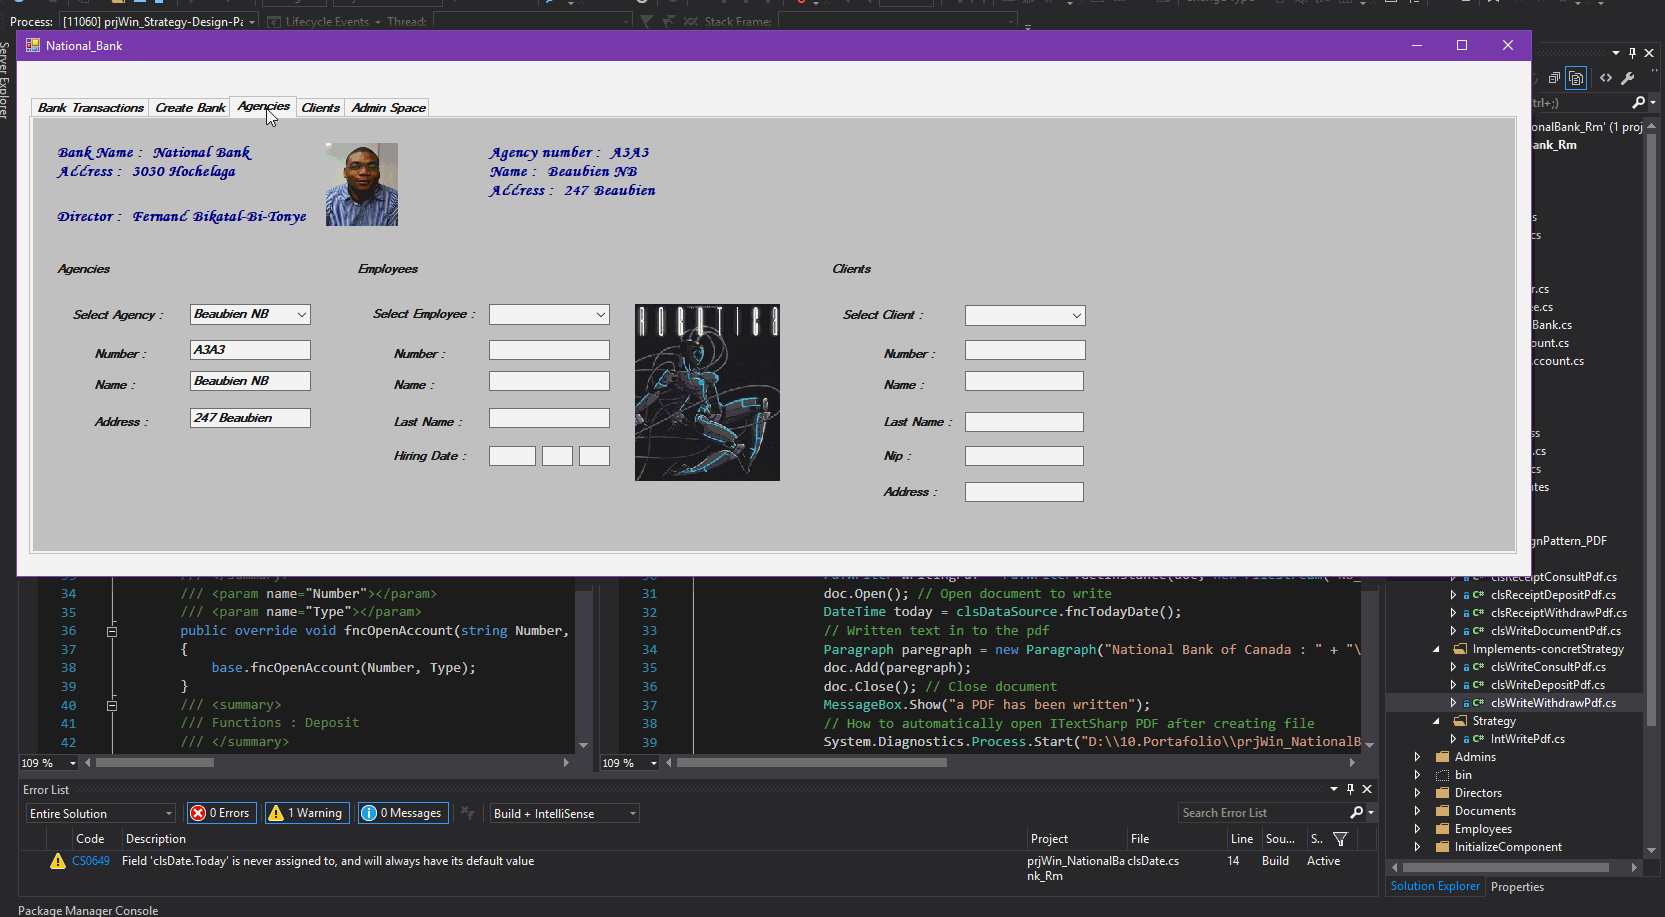 Process: [11060] prjWin_Strategy-Design-Pa Lifecycle Events Thread: Stack Frame:
Server Explorer
National_Bank
Bank Transactions Create Bank Agencies Clients Admin Space
Bank Name : National Bank
Address : 3030 Hochelaga
Director : Fernand Bikatal-Bi-Tonye
Agency number : A3A3
Name : Beaubien NB
Address : 247 Beaubien
Agencies Employees Clients
Select Agency : Beaubien NB Select Employee : Select Client :
Number : A3A3 Number : Number :
Name : Beaubien NB Name : Name :
Address : 247 Beaubien Last Name : Last Name :
Hiring Date : Nip :
Address :
trl+;)
onalBank_Rm' (1 proj
ank_Rm
s
cs
r.cs
ee.cs
Bank.cs
ount.cs
ccount.cs
ss
.cs
cs
tes
gnPattern_PDF
clsReceiptConsultPdf.cs
clsReceiptDepositPdf.cs
clsReceiptWithdrawPdf.cs
clsWriteDocumentPdf.cs
Implements-concretStrategy
clsWriteConsultPdf.cs
clsWriteDepositPdf.cs
clsWriteWithdrawPdf.cs
Strategy
IntWritePdf.cs
Admins
bin
Directors
Documents
Employees
InitializeComponent
Solution Explorer Properties
34 /// <param name="Number"></param>
35 /// <param name="Type"></param>
36 public override void fncOpenAccount(string Number,
37 {
38 base.fncOpenAccount(Number, Type);
39 }
40 /// <summary>
41 /// Functions : Deposit
42 /// </summary>
109 %
31 doc.Open(); // Open document to write
32 DateTime today = clsDataSource.fncTodayDate();
33 // Written text in to the pdf
34 Paragraph paregraph = new Paragraph("National Bank of Canada : " + "\
35 doc.Add(paregraph);
36 doc.Close(); // Close document
37 MessageBox.Show("a PDF has been written");
38 // How to automatically open ITextSharp PDF after creating file
39 System.Diagnostics.Process.Start("D:\\10.Portafolio\\prjWin_NationalB
109 %
Error List
Entire Solution 0 Errors 1 Warning 0 Messages Build + IntelliSense Search Error List
Code Description Project File Line Sou... S..
CS0649 Field 'clsDate.Today' is never assigned to, and will always have its default value prjWin_NationalBa clsDate.cs 14 Build Active
nk_Rm
Package Manager Console